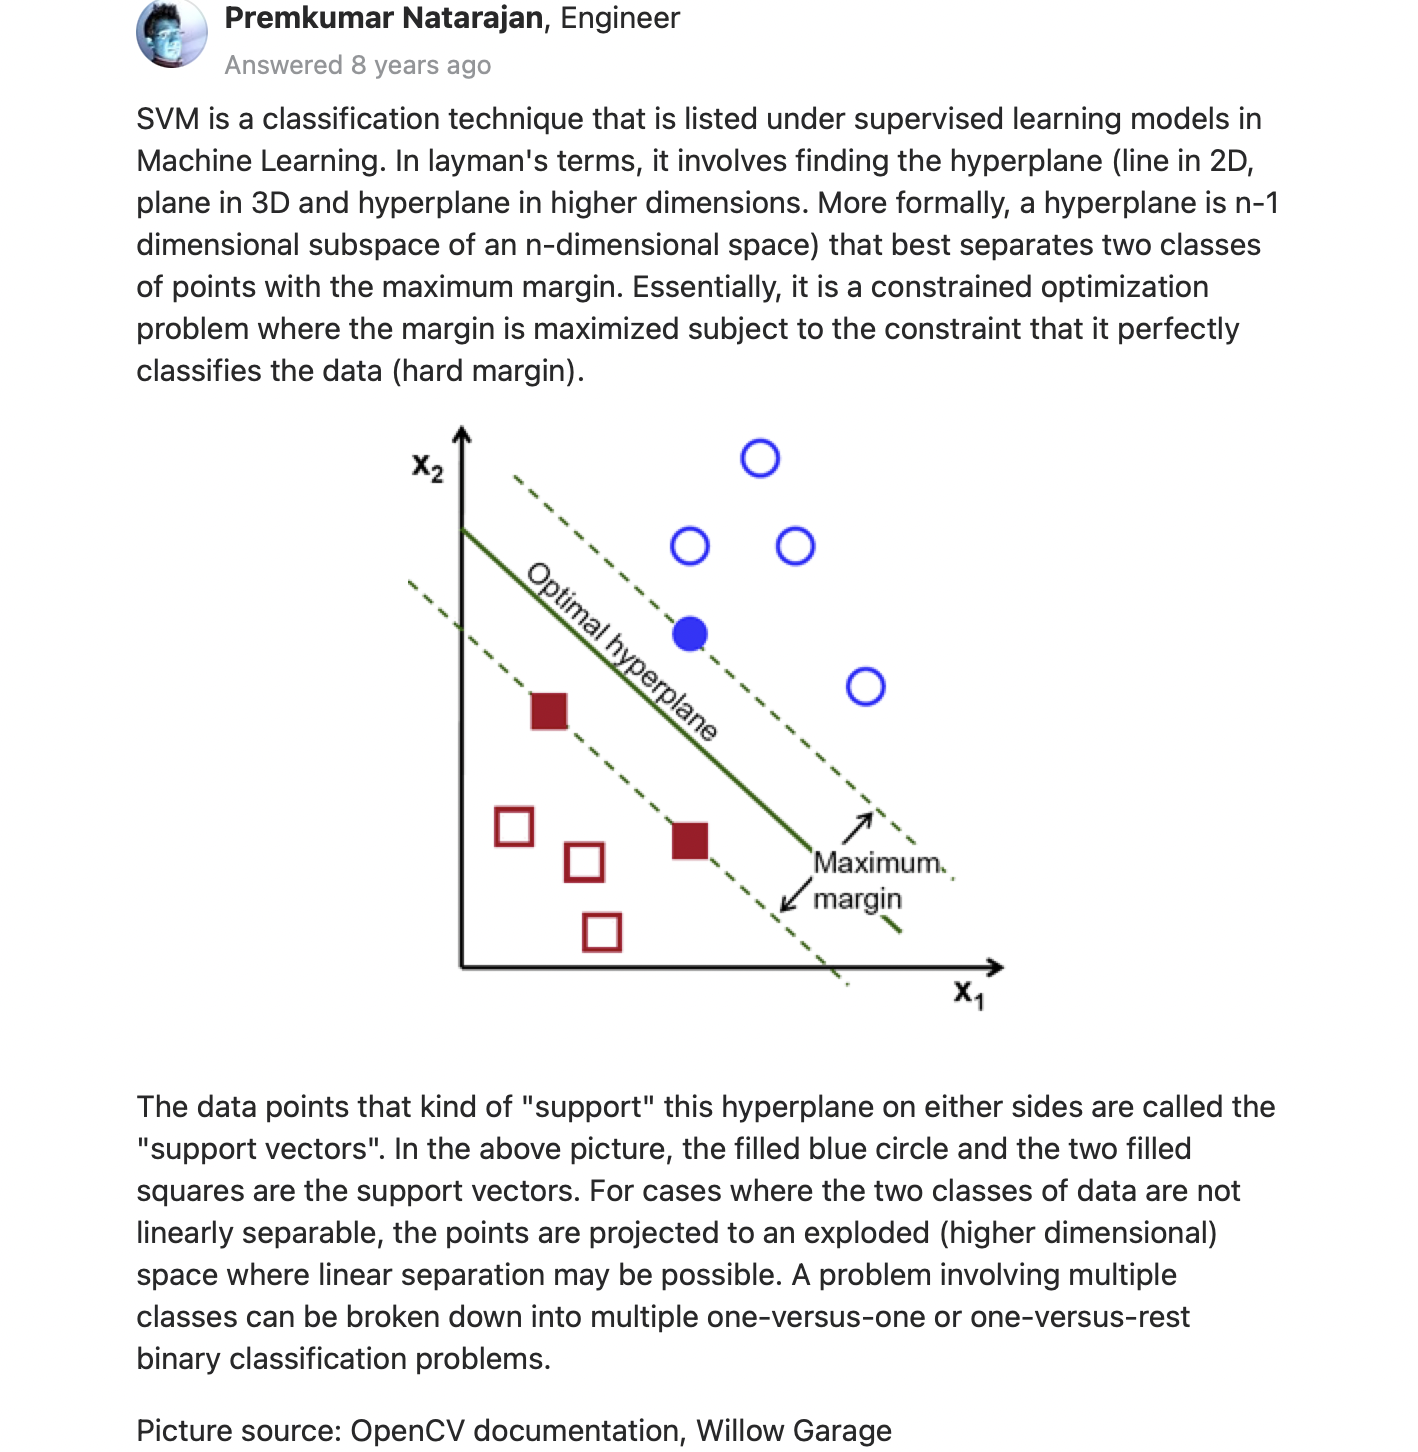 Premkumar Natarajan, Engineer
Answered 8 years ago
SVM is a classification technique that is listed under supervised learning models in
Machine Learning. In layman's terms, it involves finding the hyperplane (line in 2D,
plane in 3D and hyperplane in higher dimensions. More formally, a hyperplane is n-1
dimensional subspace of an n-dimensional space) that best separates two classes
of points with the maximum margin. Essentially, it is a constrained optimization
problem where the margin is maximized subject to the constraint that it perfectly
classifies the data (hard margin).
x₂
Optimal hyperplane
Maximum
margin
x₁
The data points that kind of "support" this hyperplane on either sides are called the
"support vectors". In the above picture, the filled blue circle and the two filled
squares are the support vectors. For cases where the two classes of data are not
linearly separable, the points are projected to an exploded (higher dimensional)
space where linear separation may be possible. A problem involving multiple
classes can be broken down into multiple one-versus-one or one-versus-rest
binary classification problems.
Picture source: OpenCV documentation, Willow Garage